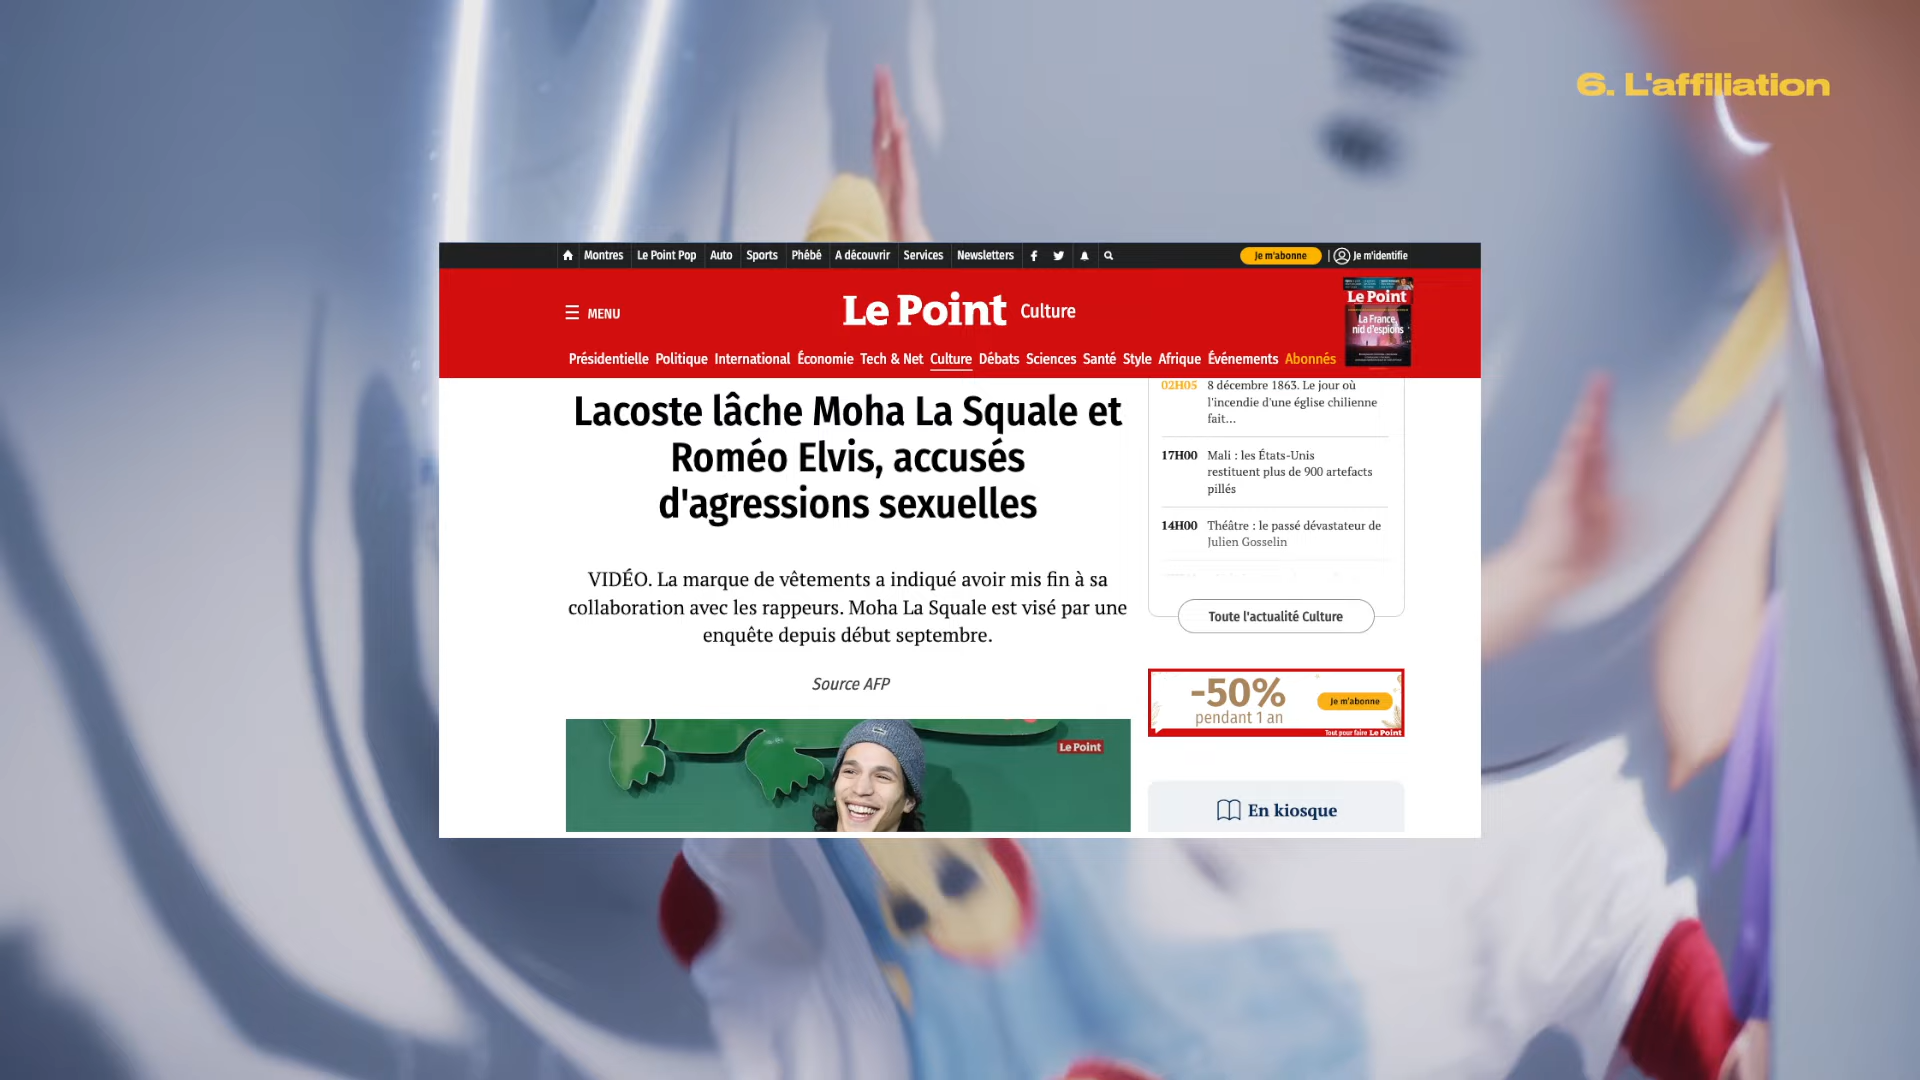 6. L'affiliation
Montres Le Point Pop Auto Sports Phébé A découvrir Services Newsletters Je m'abonne Je m'identifie
MENU
Le Point Culture
Le Point
La France,
nid d'espions
Présidentielle Politique International Économie Tech & Net Culture Débats Sciences Santé Style Afrique Événements Abonnés
Lacoste lâche Moha La Squale et
Roméo Elvis, accusés
d'agressions sexuelles
VIDÉO. La marque de vêtements a indiqué avoir mis fin à sa
collaboration avec les rappeurs. Moha La Squale est visé par une
enquête depuis début septembre.
Source AFP
Le Point
02H05 8 décembre 1863. Le jour où
l'incendie d'une église chilienne
fait...
17H00 Mali : les États-Unis
restituent plus de 900 artefacts
pillés
14H00 Théâtre : le passé dévastateur de
Julien Gosselin
Toute l'actualité Culture
-50%
pendant 1 an
Je m'abonne
Tout pour faire Le Point
En kiosque